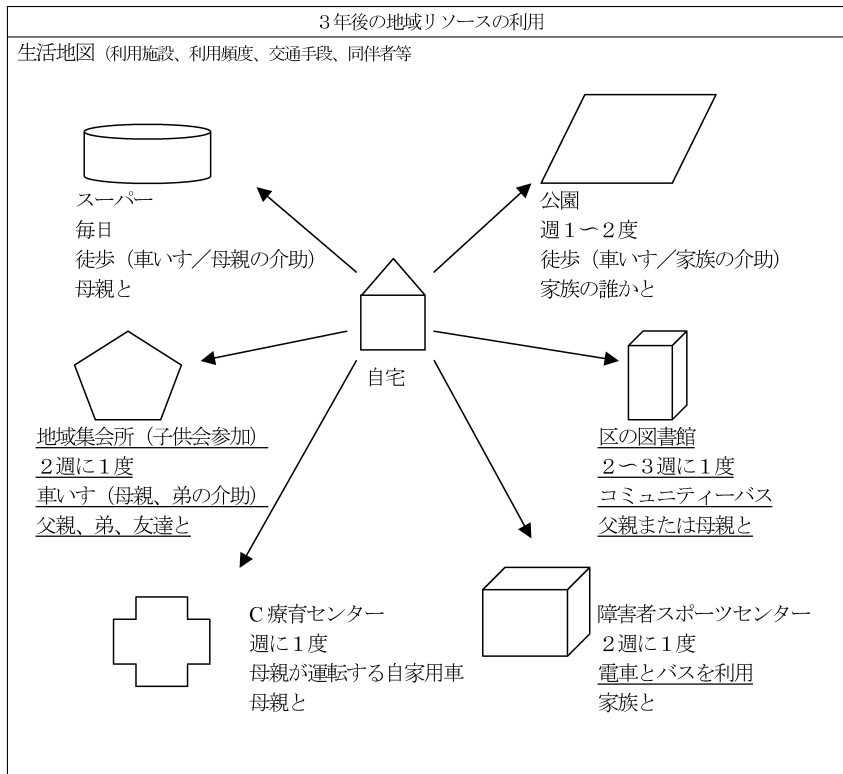 ３年後の地域リソースの利用
生活地図（利用施設、利用頻度、交通手段、同伴者等
スーパー
毎日
徒歩（車いす／母親の介助）
母親と
公園
週１〜２度
徒歩（車いす／家族の介助）
家族の誰かと
自宅
地域集会所（子供会参加）
２週に１度
車いす（母親、弟の介助）
父親、弟、友達と
区の図書館
２〜３週に１度
コミュニティーバス
父親または母親と
C 療育センター
週に１度
母親が運転する自家用車
母親と
障害者スポーツセンター
２週に１度
電車とバスを利用
家族と